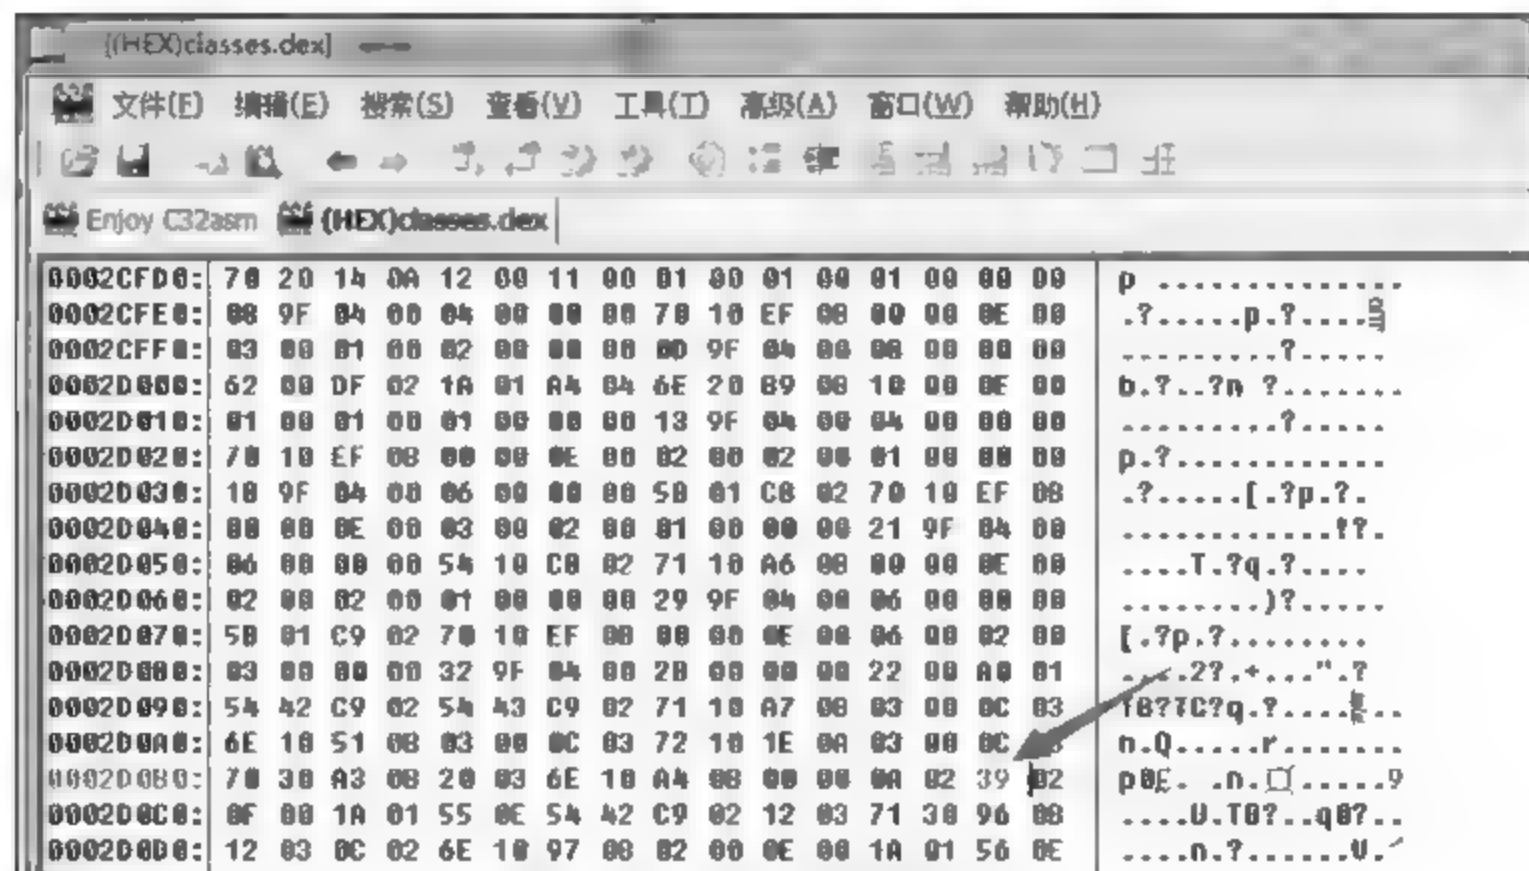 [(HEX)classes.dex]
文件(F) 编辑(E) 搜索(S) 查看(V) 工具(T) 高级(A) 窗口(W) 帮助(H)
Enjoy C32asm (HEX)classes.dex
0002CFD0: 70 20 14 0A 12 00 11 00 01 00 01 00 01 00 00 00 p ..............
0002CFE0: 08 9F 04 00 04 00 00 00 70 10 EF 08 00 00 0E 00 .?.....p.?....
0002CFF0: 03 00 01 00 02 00 00 00 0D 9F 04 00 08 00 00 00 .........?.....
0002D000: 62 00 DF 02 1A 01 A4 04 6E 20 B9 08 10 00 0E 00 b.?..?n ?.......
0002D010: 01 00 01 00 01 00 00 00 13 9F 04 00 04 00 00 00 .........?.....
0002D020: 70 10 EF 0B 00 00 0E 00 02 00 02 00 01 00 00 00 p.?............
0002D030: 18 9F 04 00 06 00 00 00 5B 01 C8 02 70 10 EF 0B .?.....[.?p.?.
0002D040: 00 00 0E 00 03 00 02 00 01 00 00 00 21 9F 04 00 ............!?.
0002D050: 06 00 00 00 54 10 C8 02 71 10 A6 0B 00 00 0E 00 ....T.?q.?....
0002D060: 02 00 02 00 01 00 00 00 29 9F 04 00 06 00 00 00 ........)?.....
0002D070: 5B 01 C9 02 70 10 EF 0B 00 00 0E 00 06 00 02 00 [.?p.?........
0002D080: 03 00 00 00 32 9F 04 00 2B 00 00 00 22 00 A0 01 ....2?.+...".?
0002D090: 54 42 C9 02 54 43 C9 02 71 10 A7 0B 03 00 0C 03 TB?TC?q.?......
0002D0A0: 6E 10 51 0B 03 00 0C 03 72 10 1E 0A 03 00 0C n.Q.....r.......
0002D0B0: 70 30 A3 0B 20 03 6E 10 A4 0B 00 00 0A 02 39 02 p0£. .n.¤.....9
0002D0C0: 0F 00 1A 01 55 0E 54 42 C9 02 12 03 71 30 96 0B ....U.TB?..q0?..
0002D0D0: 12 03 0C 02 6E 10 97 0B 02 00 0E 00 1A 01 56 0E ....n.?......V.